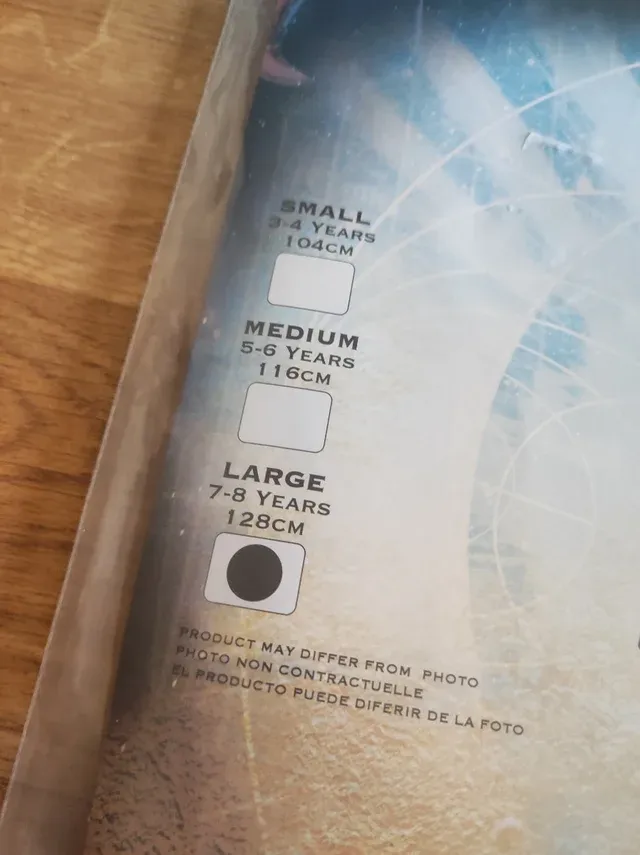 SMALL
3-4 YEARS
104CM
MEDIUM
5-6 YEARS
116CM
LARGE
7-8 YEARS
128CM
PRODUCT MAY DIFFER FROM PHOTO
PHOTO NON CONTRACTUELLE
EL PRODUCTO PUEDE DIFERIR DE LA FOTO